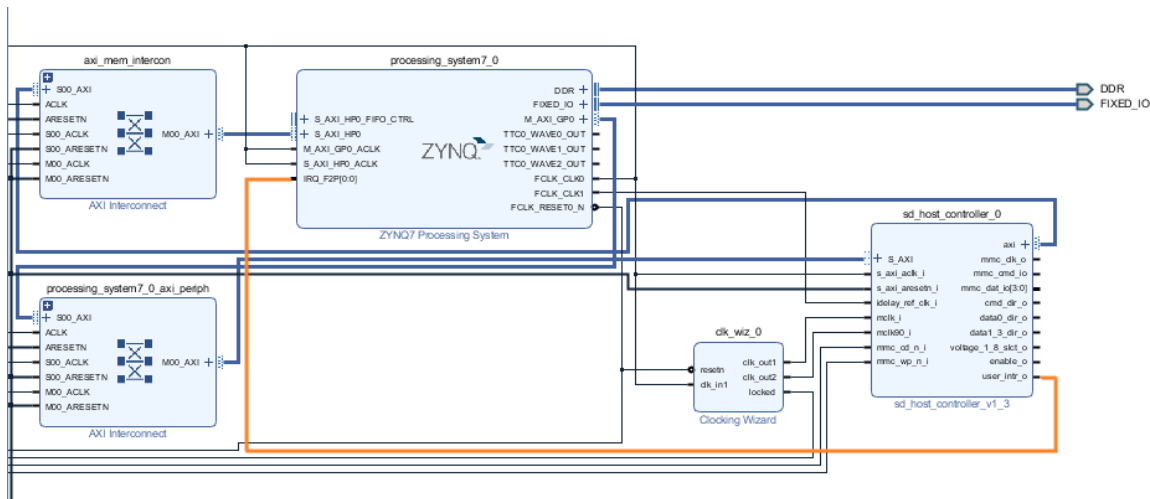 axi_mem_intercon
S00_AXI
ACLK
ARESETN
S00_ACLK
S00_ARESETN
M00_ACLK
M00_ARESETN
M00_AXI
AXI Interconnect
processing_system7_0
S_AXI_HP0_FIFO_CTRL
S_AXI_HP0
M_AXI_GP0_ACLK
S_AXI_HP0_ACLK
IRQ_F2P[0:0]
ZYNQ
DDR
FIXED_IO
M_AXI_GP0
TTC0_WAVE0_OUT
TTC0_WAVE1_OUT
TTC0_WAVE2_OUT
FCLK_CLK0
FCLK_CLK1
FCLK_RESET0_N
ZYNQ7 Processing System
DDR
FIXED_IO
processing_system7_0_axi_periph
S00_AXI
ACLK
ARESETN
S00_ACLK
S00_ARESETN
M00_ACLK
M00_ARESETN
M00_AXI
AXI Interconnect
clk_wiz_0
resetn
clk_in1
clk_out1
clk_out2
locked
Clocking Wizard
sd_host_controller_0
S_AXI
s_axi_aclk_i
s_axi_aresetn_i
idelay_ref_clk_i
mclk_i
mclk90_i
mmc_cd_n_i
mmc_wp_n_i
axi
mmc_clk_o
mmc_cmd_io
mmc_dat_io[3:0]
cmd_dir_o
data0_dir_o
data1_3_dir_o
voltage_1_8_slct_o
enable_o
user_intr_o
sd_host_controller_v1_3